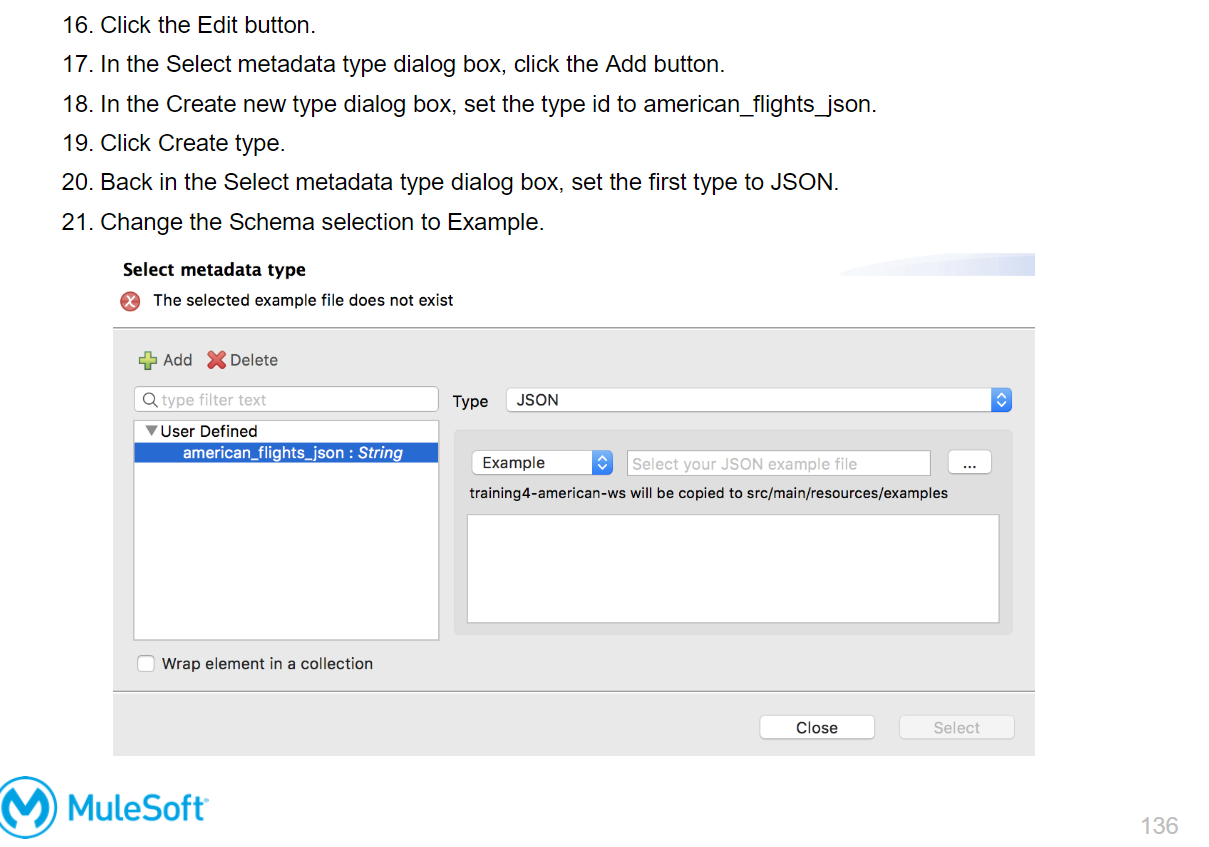 16. Click the Edit button.
17. In the Select metadata type dialog box, click the Add button.
18. In the Create new type dialog box, set the type id to american_flights_json.
19. Click Create type.
20. Back in the Select metadata type dialog box, set the first type to JSON.
21. Change the Schema selection to Example.
Select metadata type
The selected example file does not exist
Add Delete
type filter text
Type JSON
User Defined
american_flights_json : String
Example Select your JSON example file ...
training4-american-ws will be copied to src/main/resources/examples
Wrap element in a collection
Close Select
MuleSoft
136